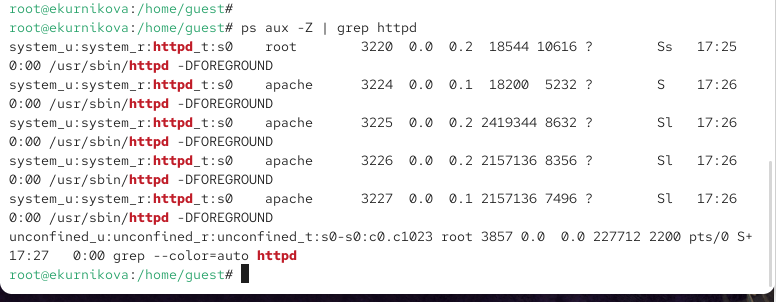 root@ekurnikova:/home/guest#
root@ekurnikova:/home/guest# ps aux -Z | grep httpd
system_u:system_r:httpd_t:s0    root        3220  0.0  0.2  18544 10616 ?        Ss   17:25
0:00 /usr/sbin/httpd -DFOREGROUND
system_u:system_r:httpd_t:s0    apache      3224  0.0  0.1  18200  5232 ?        S    17:26
0:00 /usr/sbin/httpd -DFOREGROUND
system_u:system_r:httpd_t:s0    apache      3225  0.0  0.2 2419344 8632 ?        Sl   17:26
0:00 /usr/sbin/httpd -DFOREGROUND
system_u:system_r:httpd_t:s0    apache      3226  0.0  0.2 2157136 8356 ?        Sl   17:26
0:00 /usr/sbin/httpd -DFOREGROUND
system_u:system_r:httpd_t:s0    apache      3227  0.0  0.1 2157136 7496 ?        Sl   17:26
0:00 /usr/sbin/httpd -DFOREGROUND
unconfined_u:unconfined_r:unconfined_t:s0-s0:c0.c1023 root 3857 0.0  0.0 227712 2200 pts/0 S+
17:27   0:00 grep --color=auto httpd
root@ekurnikova:/home/guest#